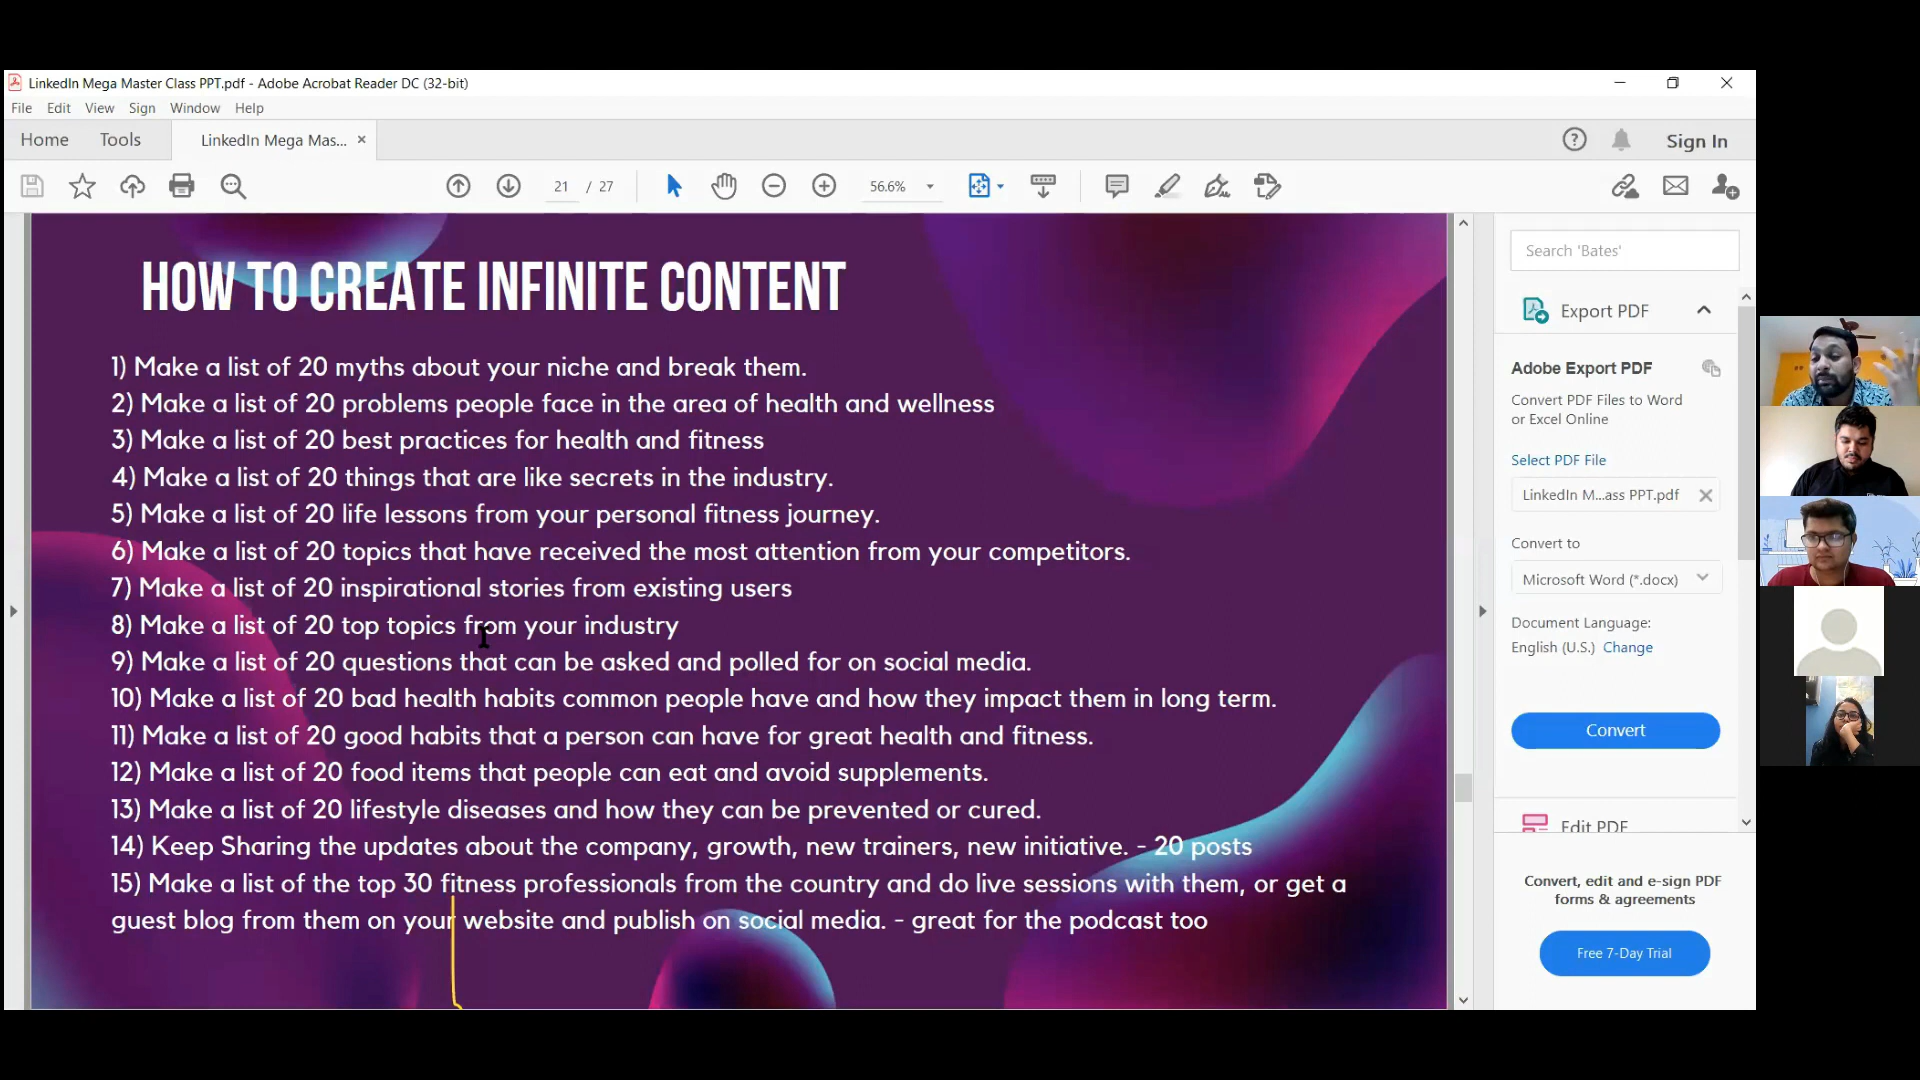 LinkedIn Mega Master Class PPT.pdf - Adobe Acrobat Reader DC (32-bit)
File Edit View Sign Window Help
Home Tools LinkedIn Mega Mas... ×
Sign In
21 / 27
56.6%
HOW TO CREATE INFINITE CONTENT
1) Make a list of 20 myths about your niche and break them.
2) Make a list of 20 problems people face in the area of health and wellness
3) Make a list of 20 best practices for health and fitness
4) Make a list of 20 things that are like secrets in the industry.
5) Make a list of 20 life lessons from your personal fitness journey.
6) Make a list of 20 topics that have received the most attention from your competitors.
7) Make a list of 20 inspirational stories from existing users
8) Make a list of 20 top topics from your industry
9) Make a list of 20 questions that can be asked and polled for on social media.
10) Make a list of 20 bad health habits common people have and how they impact them in long term.
11) Make a list of 20 good habits that a person can have for great health and fitness.
12) Make a list of 20 food items that people can eat and avoid supplements.
13) Make a list of 20 lifestyle diseases and how they can be prevented or cured.
14) Keep Sharing the updates about the company, growth, new trainers, new initiative. - 20 posts
15) Make a list of the top 30 fitness professionals from the country and do live sessions with them, or get a
guest blog from them on your website and publish on social media. - great for the podcast too
Search 'Bates'
Export PDF
Adobe Export PDF
Convert PDF Files to Word
or Excel Online
Select PDF File
LinkedIn M...ass PPT.pdf
Convert to
Microsoft Word (*.docx)
Document Language:
English (U.S.) Change
Convert
Edit PDF
Convert, edit and e-sign PDF
forms & agreements
Free 7-Day Trial